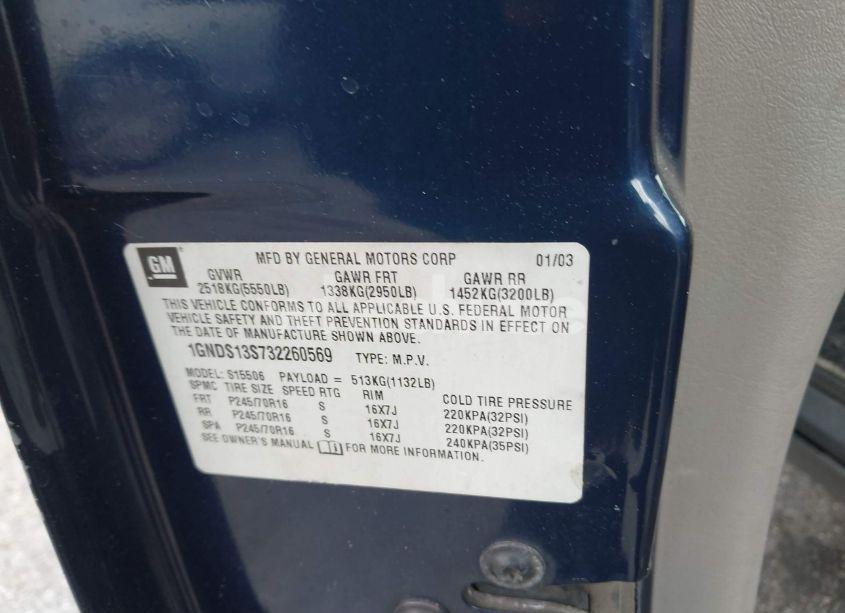 GM
MFD BY GENERAL MOTORS CORP 01/03
GVWR GAWR FRT GAWR RR
2518KG(5550LB) 1338KG(2950LB) 1452KG(3200LB)
THIS VEHICLE CONFORMS TO ALL APPLICABLE U.S. FEDERAL MOTOR
VEHICLE SAFETY AND THEFT PREVENTION STANDARDS IN EFFECT ON
THE DATE OF MANUFACTURE SHOWN ABOVE.
1GNDS13S732260569 TYPE: M.P.V.
MODEL: S15506 PAYLOAD = 513KG(1132LB)
SPMC TIRE SIZE SPEED RTG RIM COLD TIRE PRESSURE
FRT P245/70R16 S 16X7J 220KPA(32PSI)
RR P245/70R16 S 16X7J 220KPA(32PSI)
SPA P245/70R16 S 16X7J 240KPA(35PSI)
SEE OWNER'S MANUAL FOR MORE INFORMATION.